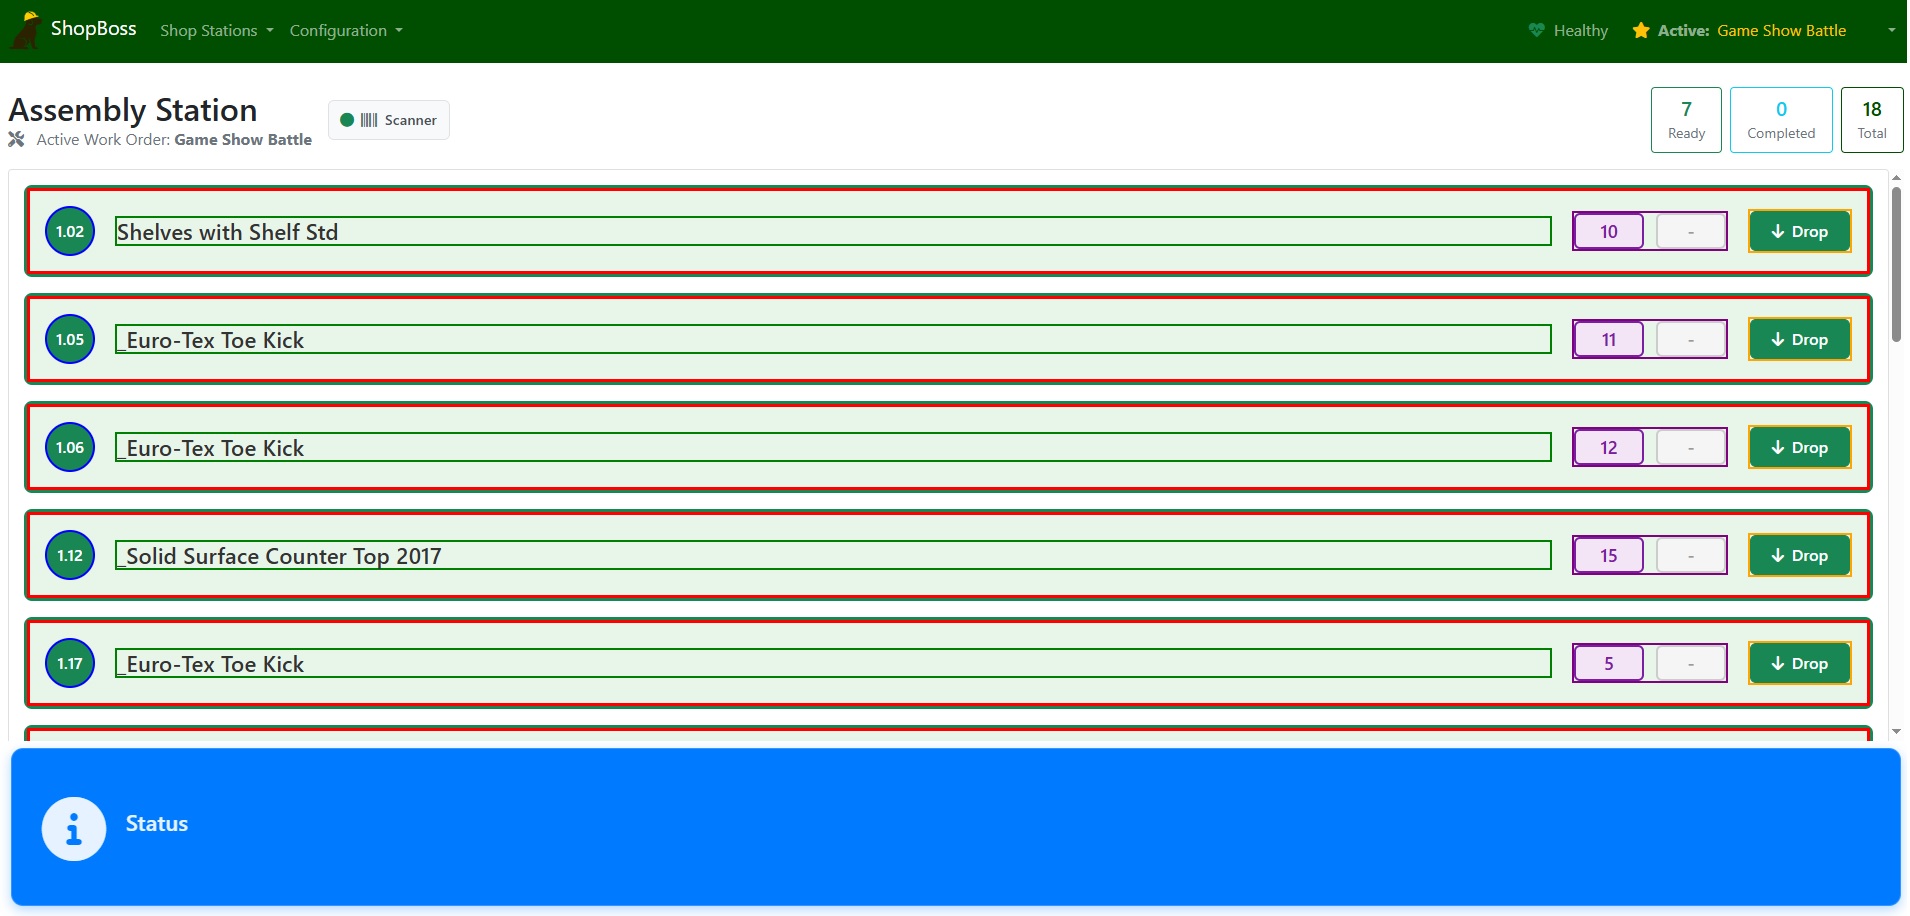 ShopBoss Shop Stations Configuration Healthy Active: Game Show Battle
Assembly Station
Active Work Order: Game Show Battle
Scanner
7 Ready
0 Completed
18 Total
1.02 Shelves with Shelf Std 10 - Drop
1.05 _Euro-Tex Toe Kick 11 - Drop
1.06 _Euro-Tex Toe Kick 12 - Drop
1.12 _Solid Surface Counter Top 2017 15 - Drop
1.17 _Euro-Tex Toe Kick 5 - Drop
Status